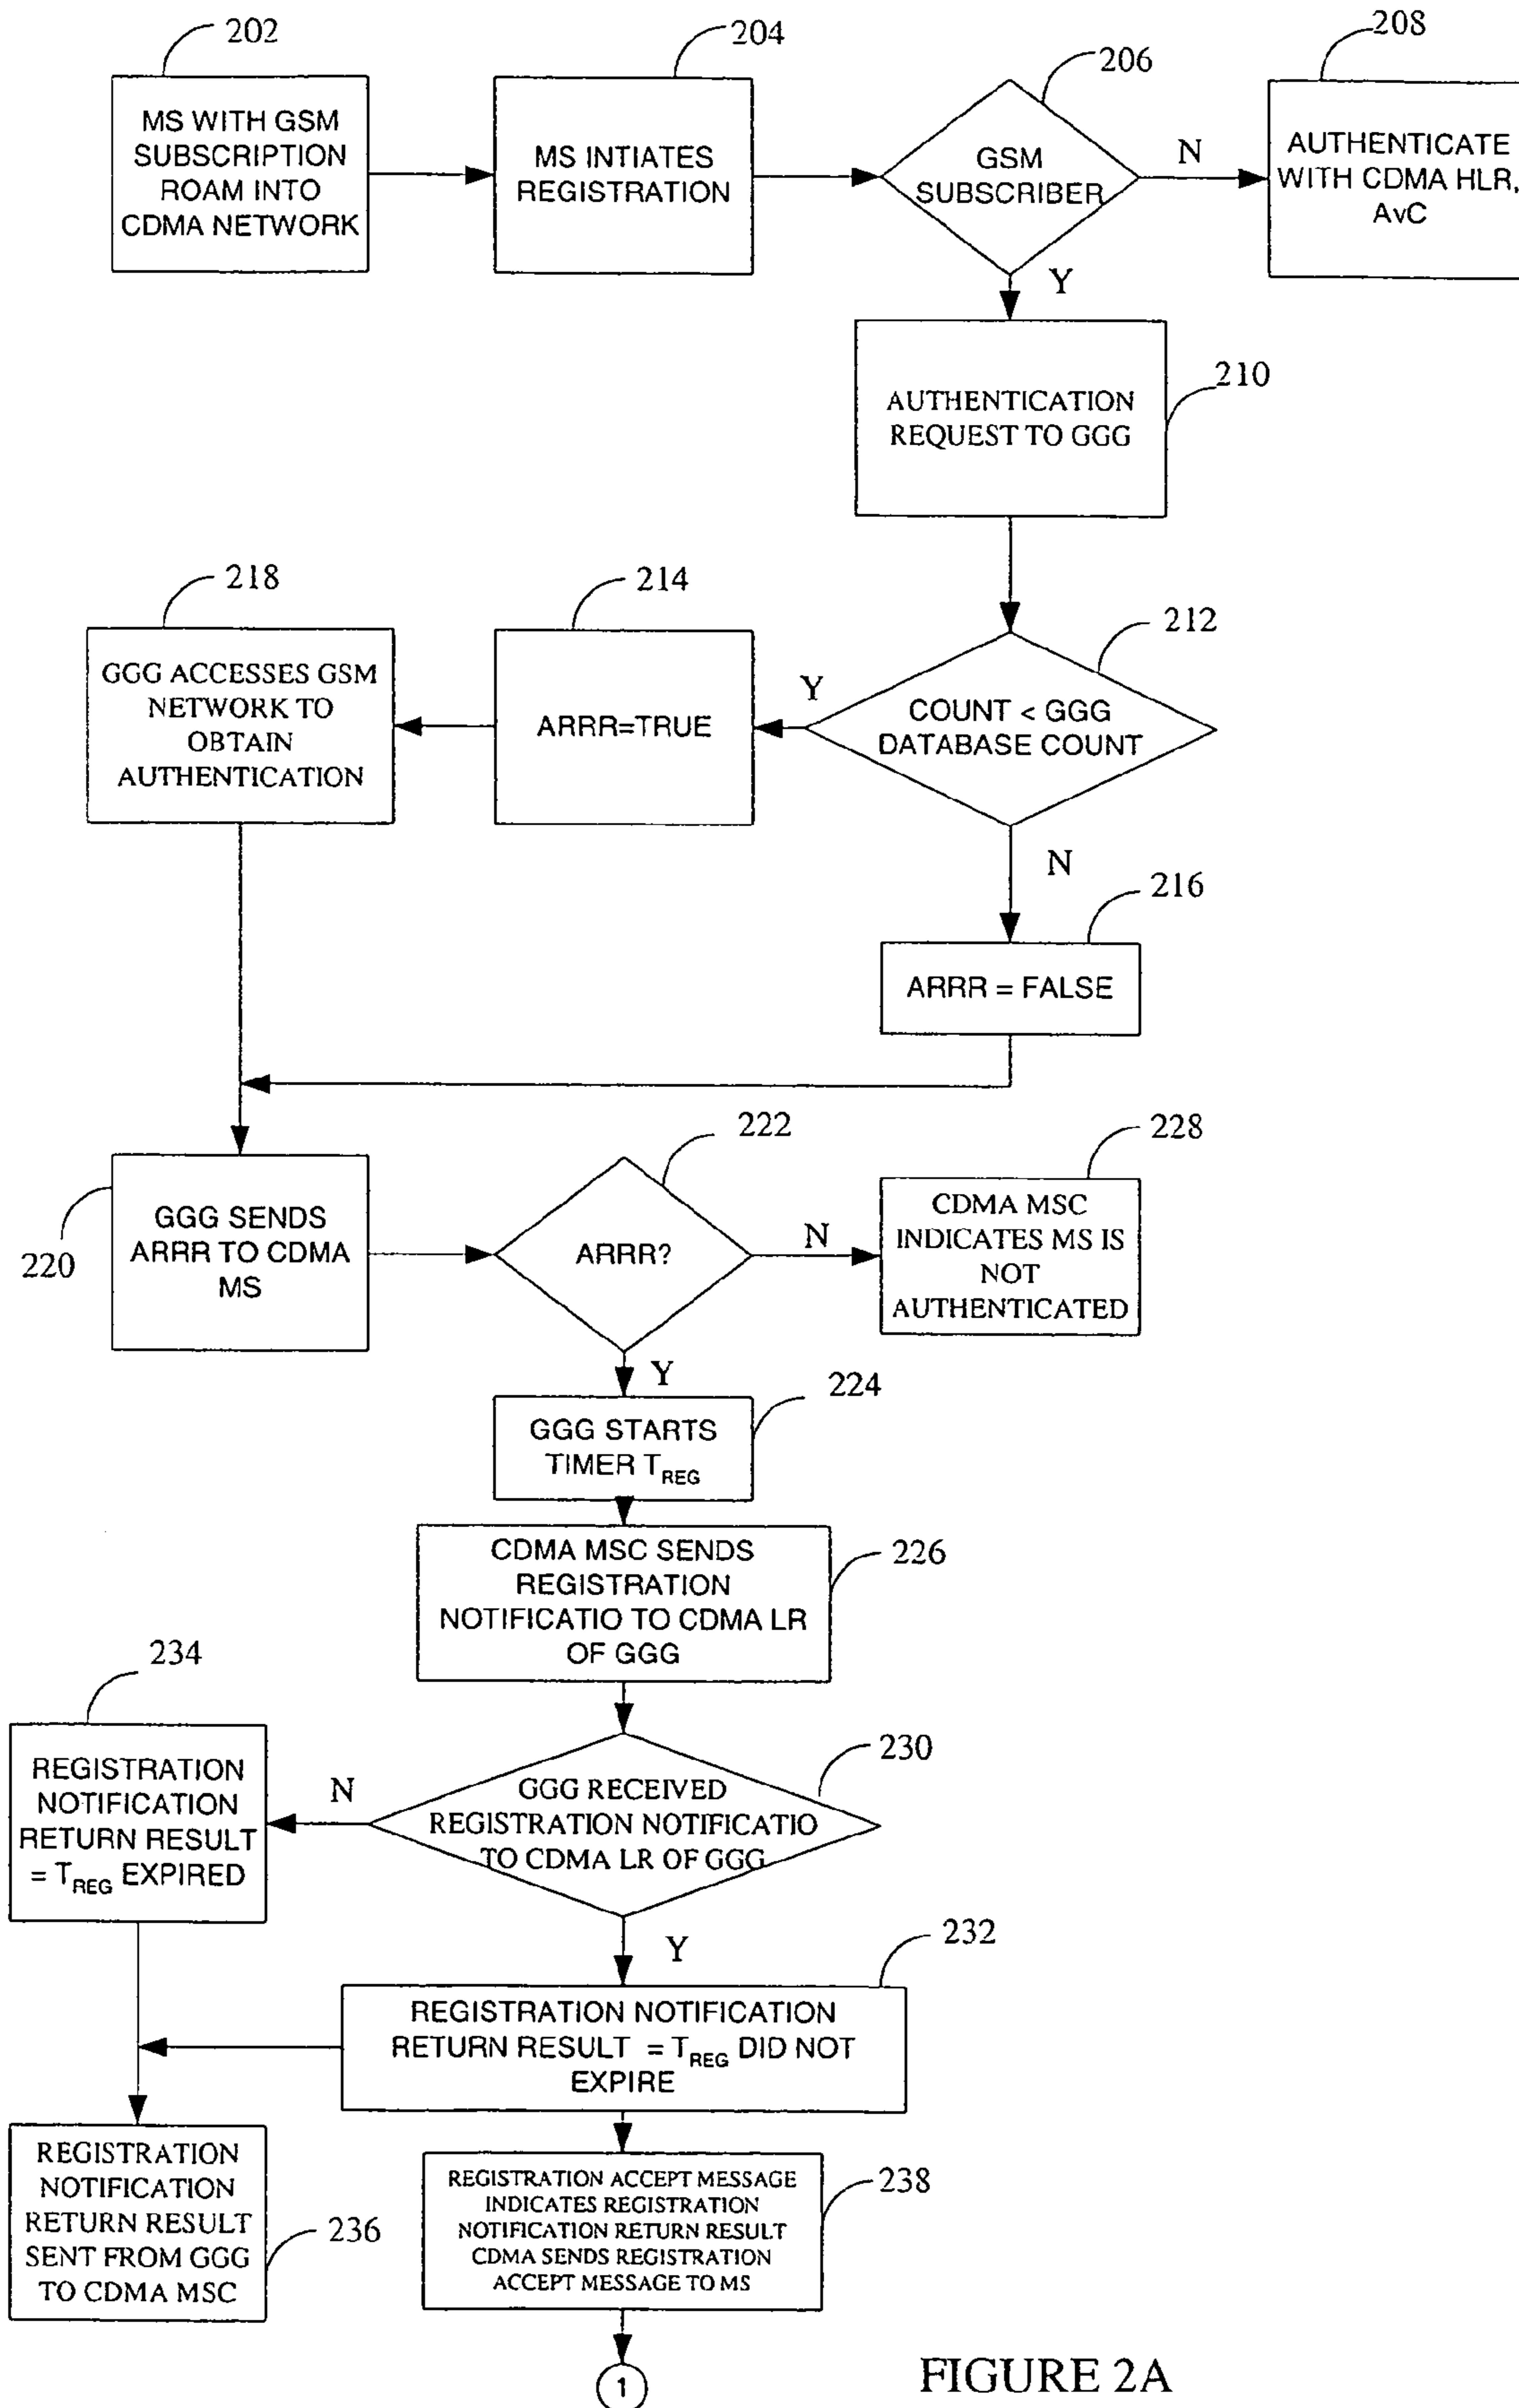 202
MS WITH GSM
SUBSCRIPTION
ROAM INTO
CDMA NETWORK
204
MS INTIATES
REGISTRATION
206
GSM
SUBSCRIBER
N
Y
208
AUTHENTICATE
WITH CDMA HLR,
AvC
210
AUTHENTICATION
REQUEST TO GGG
212
COUNT < GGG
DATABASE COUNT
Y
N
214
ARRR=TRUE
218
GGG ACCESSES GSM
NETWORK TO
OBTAIN
AUTHENTICATION
216
ARRR = FALSE
220
GGG SENDS
ARRR TO CDMA
MS
222
ARRR?
N
Y
228
CDMA MSC
INDICATES MS IS
NOT
AUTHENTICATED
224
GGG STARTS
TIMER TREG
226
CDMA MSC SENDS
REGISTRATION
NOTIFICATIO TO CDMA LR
OF GGG
230
GGG RECEIVED
REGISTRATION NOTIFICATIO
TO CDMA LR OF GGG
N
Y
234
REGISTRATION
NOTIFICATION
RETURN RESULT
= TREG EXPIRED
232
REGISTRATION NOTIFICATION
RETURN RESULT = TREG DID NOT
EXPIRE
236
REGISTRATION
NOTIFICATION
RETURN RESULT
SENT FROM GGG
TO CDMA MSC
238
REGISTRATION ACCEPT MESSAGE
INDICATES REGISTRATION
NOTIFICATION RETURN RESULT
CDMA SENDS REGISTRATION
ACCEPT MESSAGE TO MS
1
FIGURE 2A